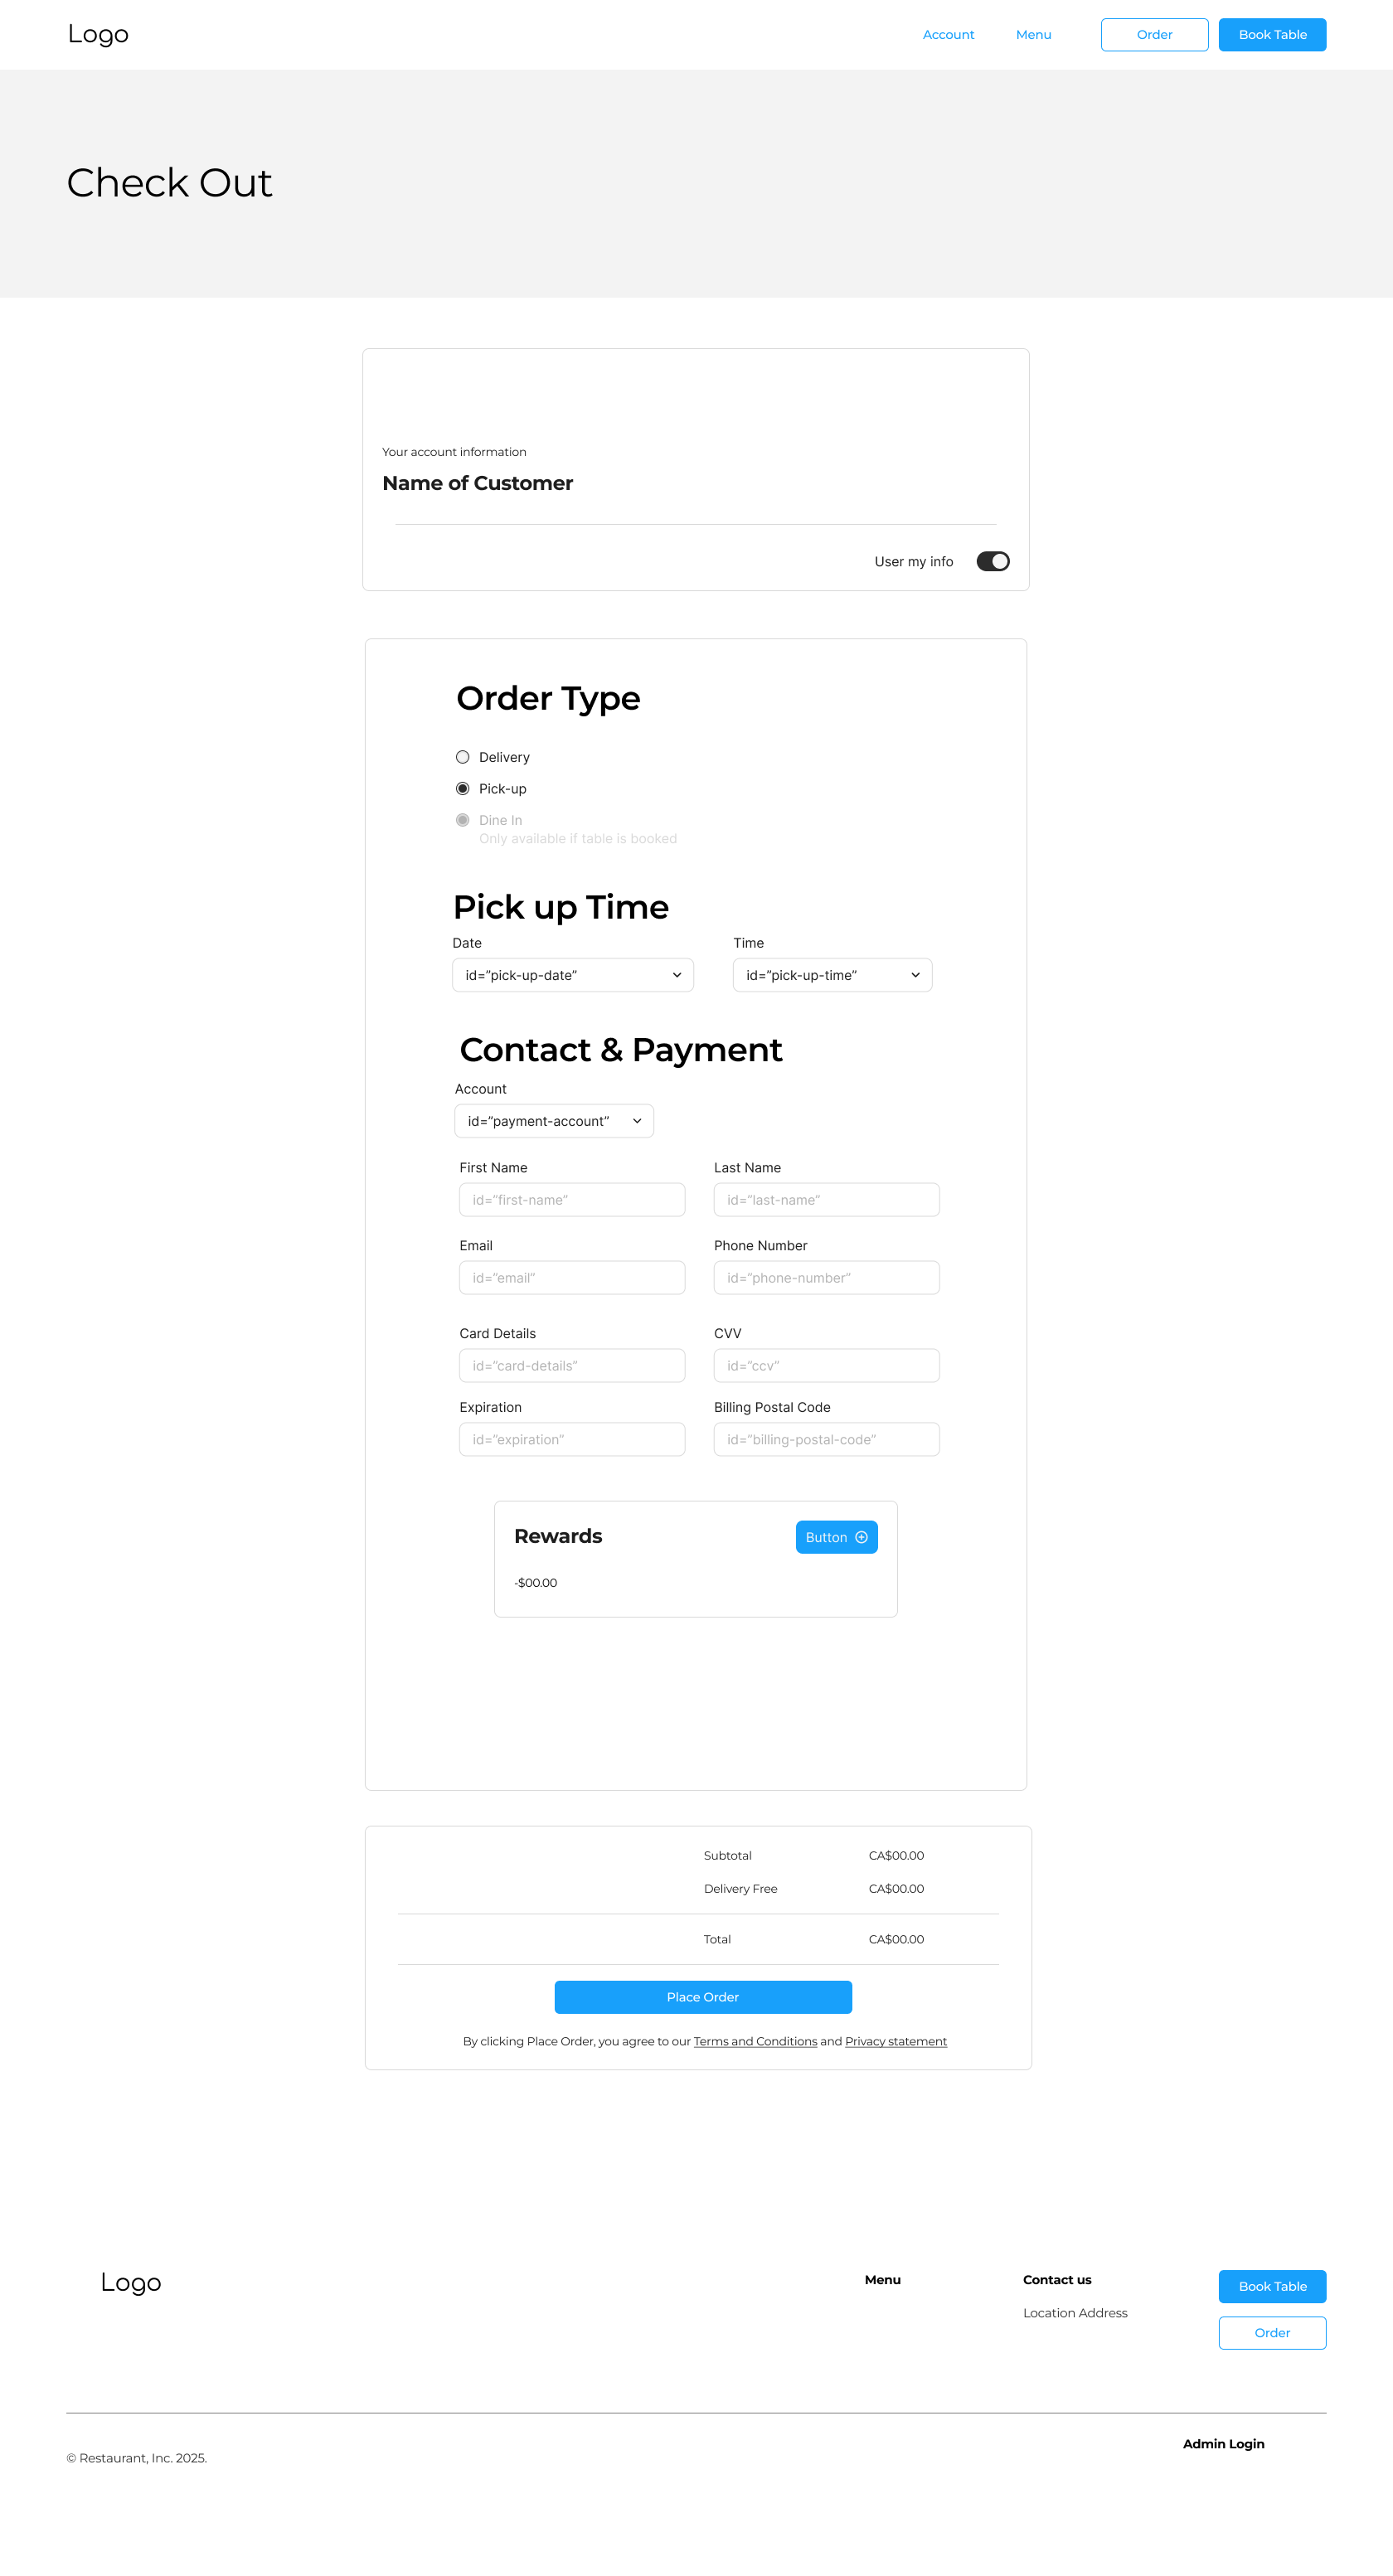 Logo
Account
Menu
Order
Book Table
Check Out
Your account information
Name of Customer
User my info
Order Type
Delivery
Pick-up
Dine In
Only available if table is booked
Pick up Time
Date
Time
id=”pick-up-date”
id=”pick-up-time”
Contact & Payment
Account
id=”payment-account”
First Name
Last Name
id=”first-name”
id=”last-name”
Email
Phone Number
id=”email”
id=”phone-number”
Card Details
CVV
id=”card-details”
id=”ccv”
Expiration
Billing Postal Code
id=”expiration”
id=”billing-postal-code”
Rewards
Button
-$00.00
Subtotal
CA$00.00
Delivery Free
CA$00.00
Total
CA$00.00
Place Order
By clicking Place Order, you agree to our Terms and Conditions and Privacy statement
Logo
Menu
Contact us
Book Table
Location Address
Order
Admin Login
© Restaurant, Inc. 2025.